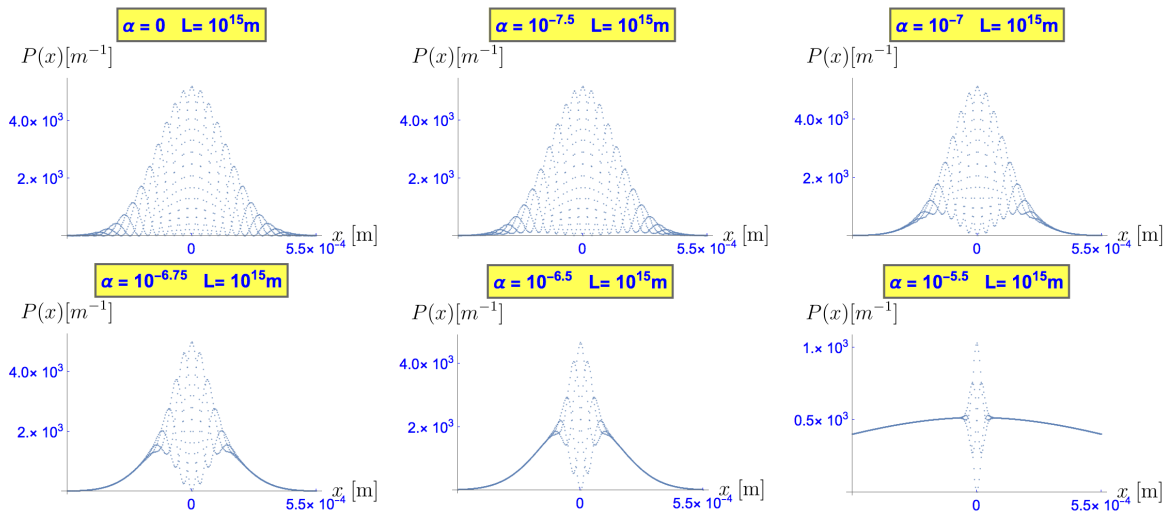 α = 0 L= 10¹⁵m
P(x)[m⁻¹]
4.0× 10³
2.× 10³
x [m]
0
5.5× 10⁻⁴
α = 10⁻⁷·⁵ L= 10¹⁵m
P(x)[m⁻¹]
4.0× 10³
2.× 10³
x [m]
0
5.5× 10⁻⁴
α = 10⁻⁷ L= 10¹⁵m
P(x)[m⁻¹]
4.× 10³
2.× 10³
x [m]
0
5.5× 10⁻⁴
α = 10⁻⁶·⁷⁵ L= 10¹⁵m
P(x)[m⁻¹]
4.0× 10³
2.× 10³
x [m]
0
5.5× 10⁻⁴
α = 10⁻⁶·⁵ L= 10¹⁵m
P(x)[m⁻¹]
4.0× 10³
2.× 10³
x [m]
0
5.5× 10⁻⁴
α = 10⁻⁵·⁵ L= 10¹⁵m
P(x)[m⁻¹]
1.× 10³
0.5× 10³
x [m]
0
5.5× 10⁻⁴